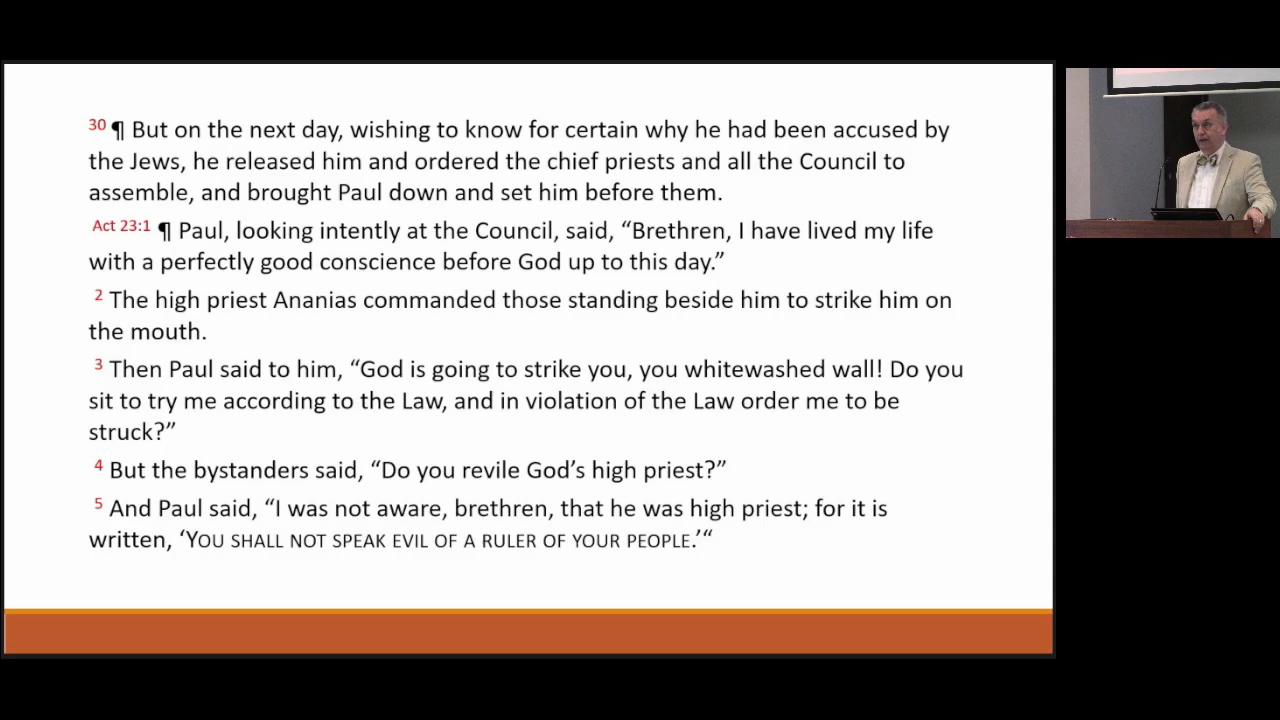 30 ¶ But on the next day, wishing to know for certain why he had been accused by
the Jews, he released him and ordered the chief priests and all the Council to
assemble, and brought Paul down and set him before them.
Act 23:1 ¶ Paul, looking intently at the Council, said, “Brethren, I have lived my life
with a perfectly good conscience before God up to this day.”
2 The high priest Ananias commanded those standing beside him to strike him on
the mouth.
3 Then Paul said to him, “God is going to strike you, you whitewashed wall! Do you
sit to try me according to the Law, and in violation of the Law order me to be
struck?”
4 But the bystanders said, “Do you revile God’s high priest?”
5 And Paul said, “I was not aware, brethren, that he was high priest; for it is
written, ‘YOU SHALL NOT SPEAK EVIL OF A RULER OF YOUR PEOPLE.’“